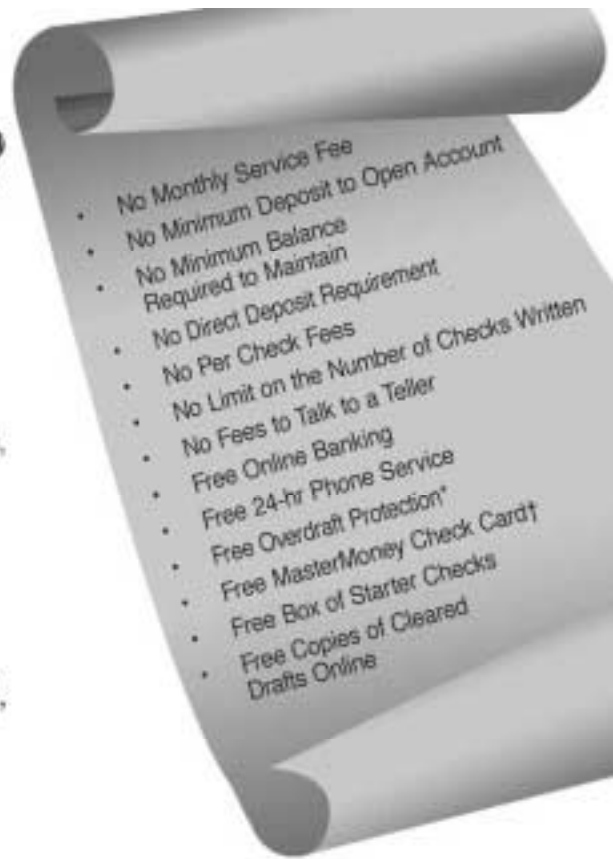 • No Monthly Service Fee
• No Minimum Deposit to Open Account
• No Minimum Balance
Required to Maintain
• No Direct Deposit Requirement
• No Per Check Fees
• No Limit on the Number of Checks Written
• No Fees to Talk to a Teller
• Free Online Banking
• Free 24-hr Phone Service
• Free Overdraft Protection*
• Free MasterMoney Check Card†
• Free Box of Starter Checks
• Free Copies of Cleared
Drafts Online